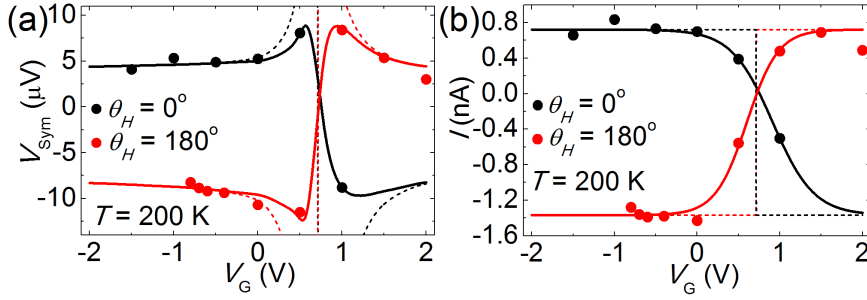 (a)
10
5
0
-5
-10
V_Sym (μV)
θ_H = 0°
θ_H = 180°
T = 200 K
-2 -1 0 1 2
V_G (V)
(b)
0.8
0.4
0.0
-0.4
-0.8
-1.2
-1.6
I (nA)
θ_H = 0°
θ_H = 180°
T = 200 K
-2 -1 0 1 2
V_G (V)